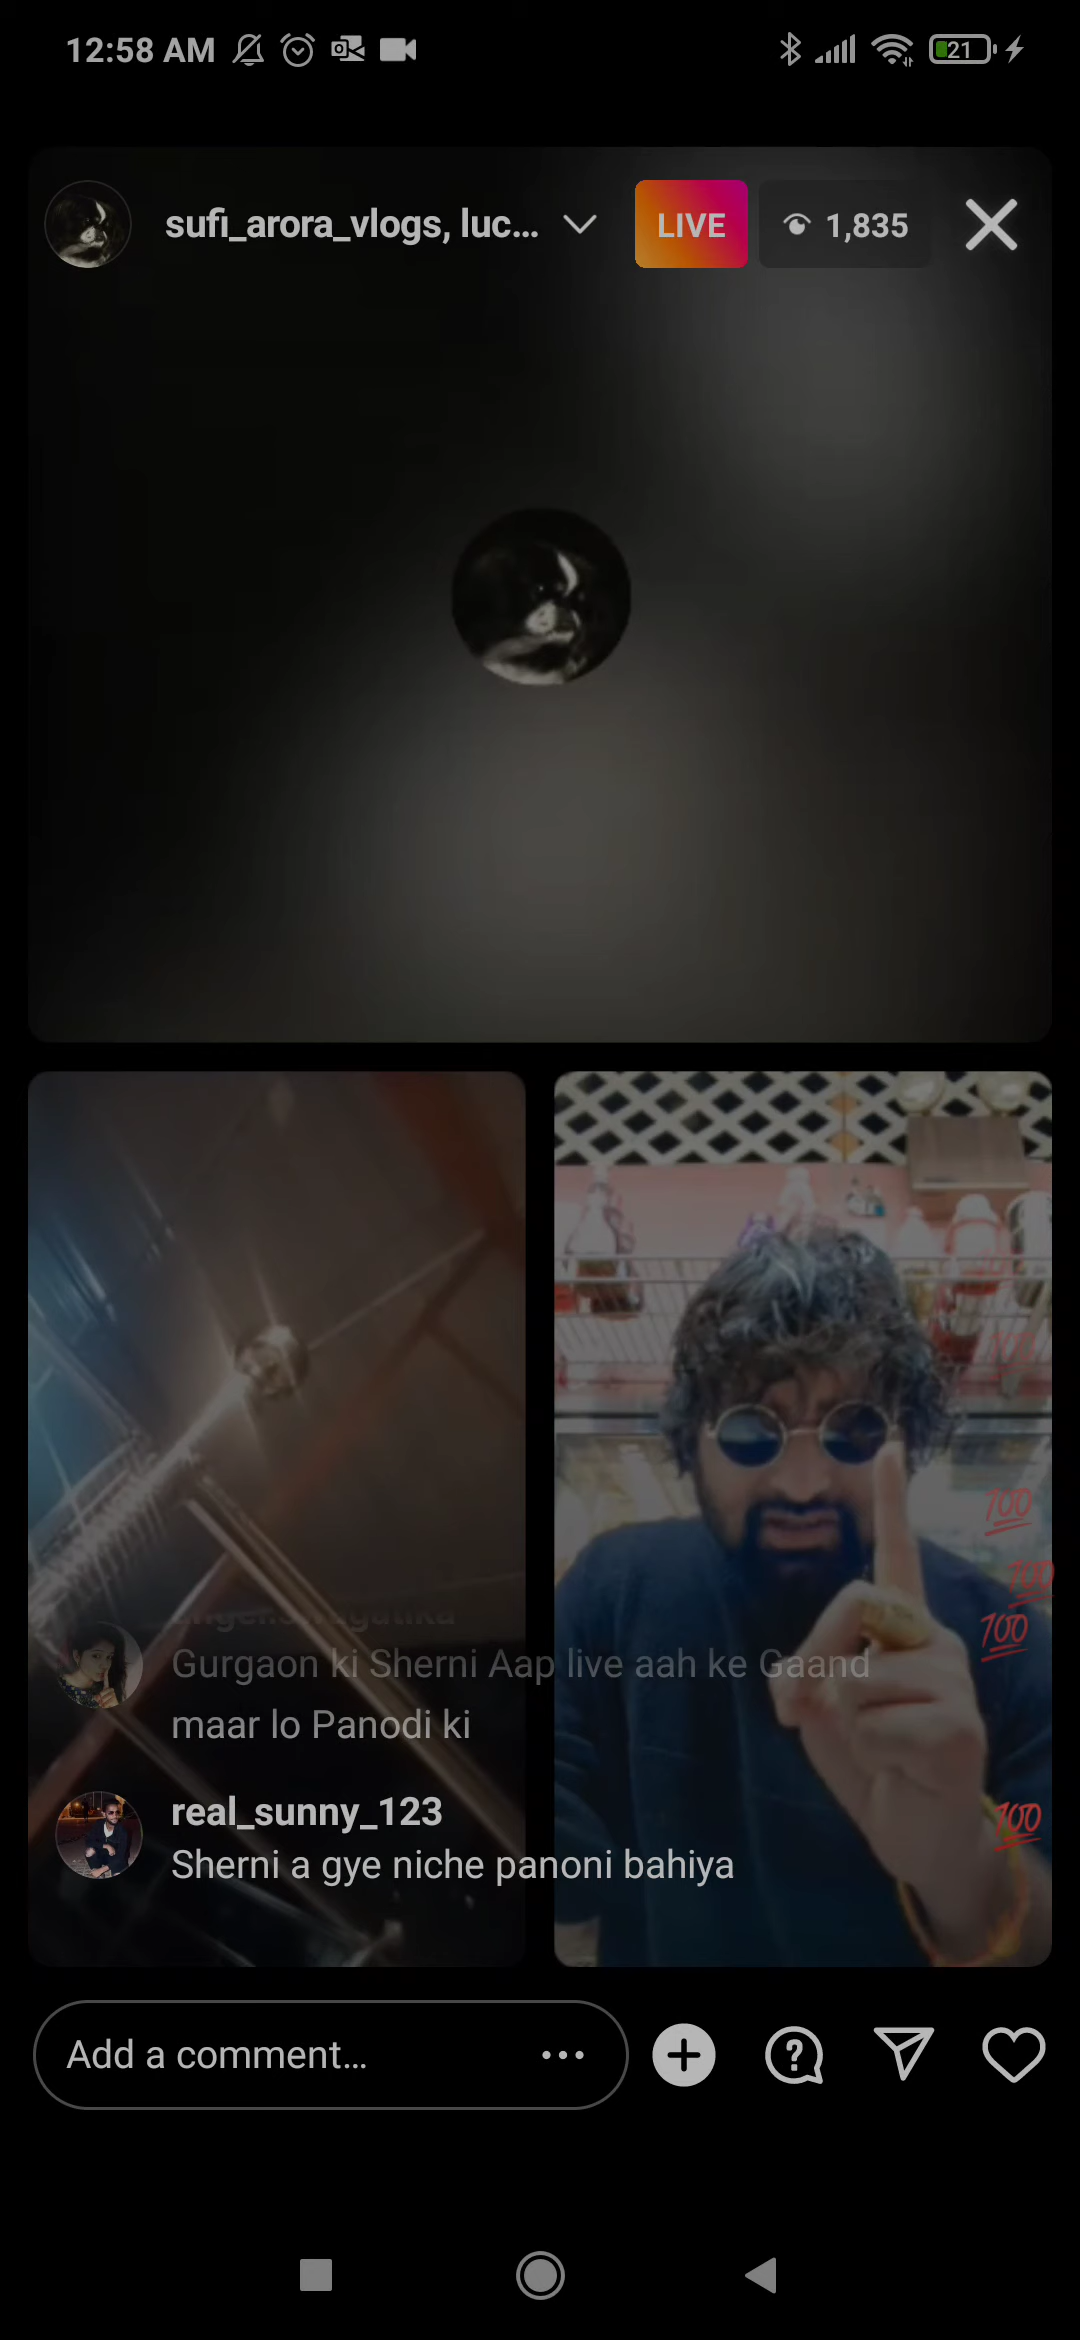 12:58 AM
21
sufi_arora_vlogs, luc...
LIVE
1,835
Gurgaon ki Sherni Aap live aah ke Gaand
maar lo Panodi ki
real_sunny_123
Sherni a gye niche panoni bahiya
100
100
100
100
100
Add a comment...